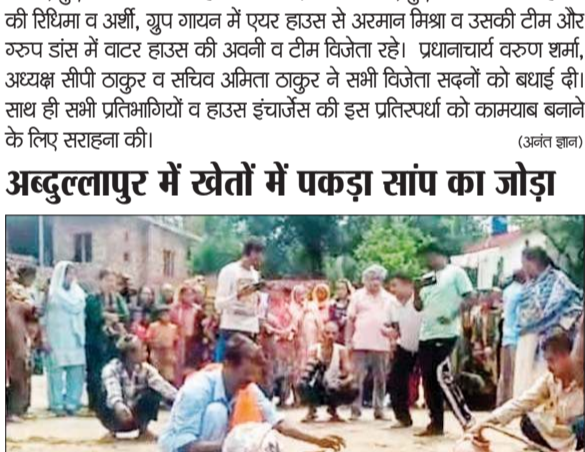 की रिधिमा व अर्शी, ग्रुप गायन में एयर हाउस से अरमान मिश्रा व उसकी टीम और
ग्रुप डांस में वाटर हाउस की अवनी व टीम विजेता रहे। प्रधानाचार्य वरुण शर्मा,
अध्यक्ष सीपी ठाकुर व सचिव अमिता ठाकुर ने सभी विजेता सदनों को बधाई दी।
साथ ही सभी प्रतिभागियों व हाउस इंचार्जेस की इस प्रतिस्पर्धा को कामयाब बनाने
के लिए सराहना की। (अनंत ज्ञान)
अब्दुल्लापुर में खेतों में पकड़ा सांप का जोड़ा